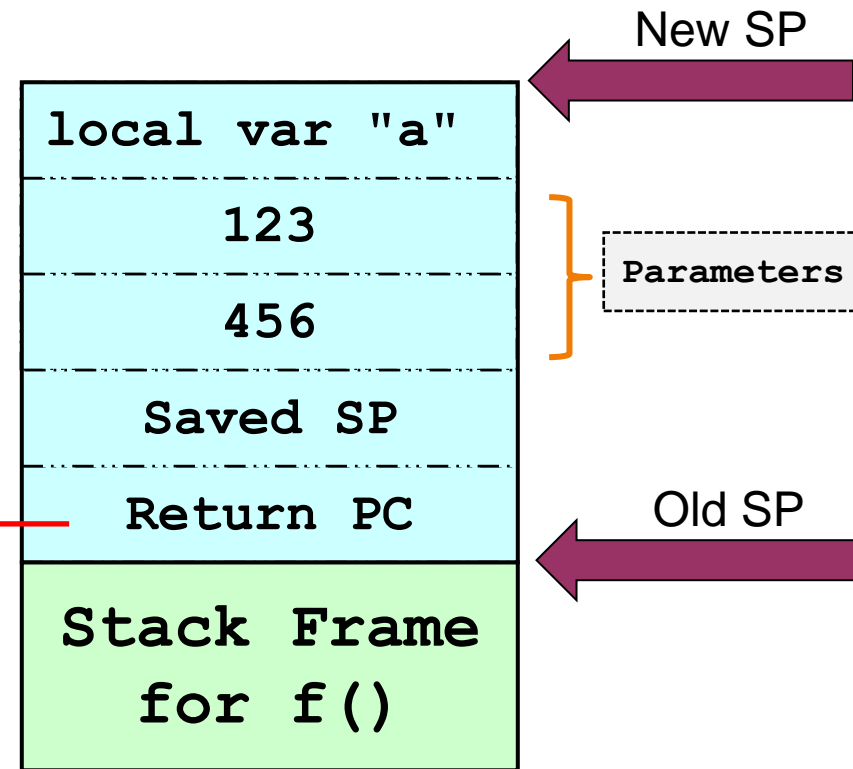 New SP
local var "a"
123
Parameters
456
Saved SP
Return PC
Old SP
Stack Frame
for f()